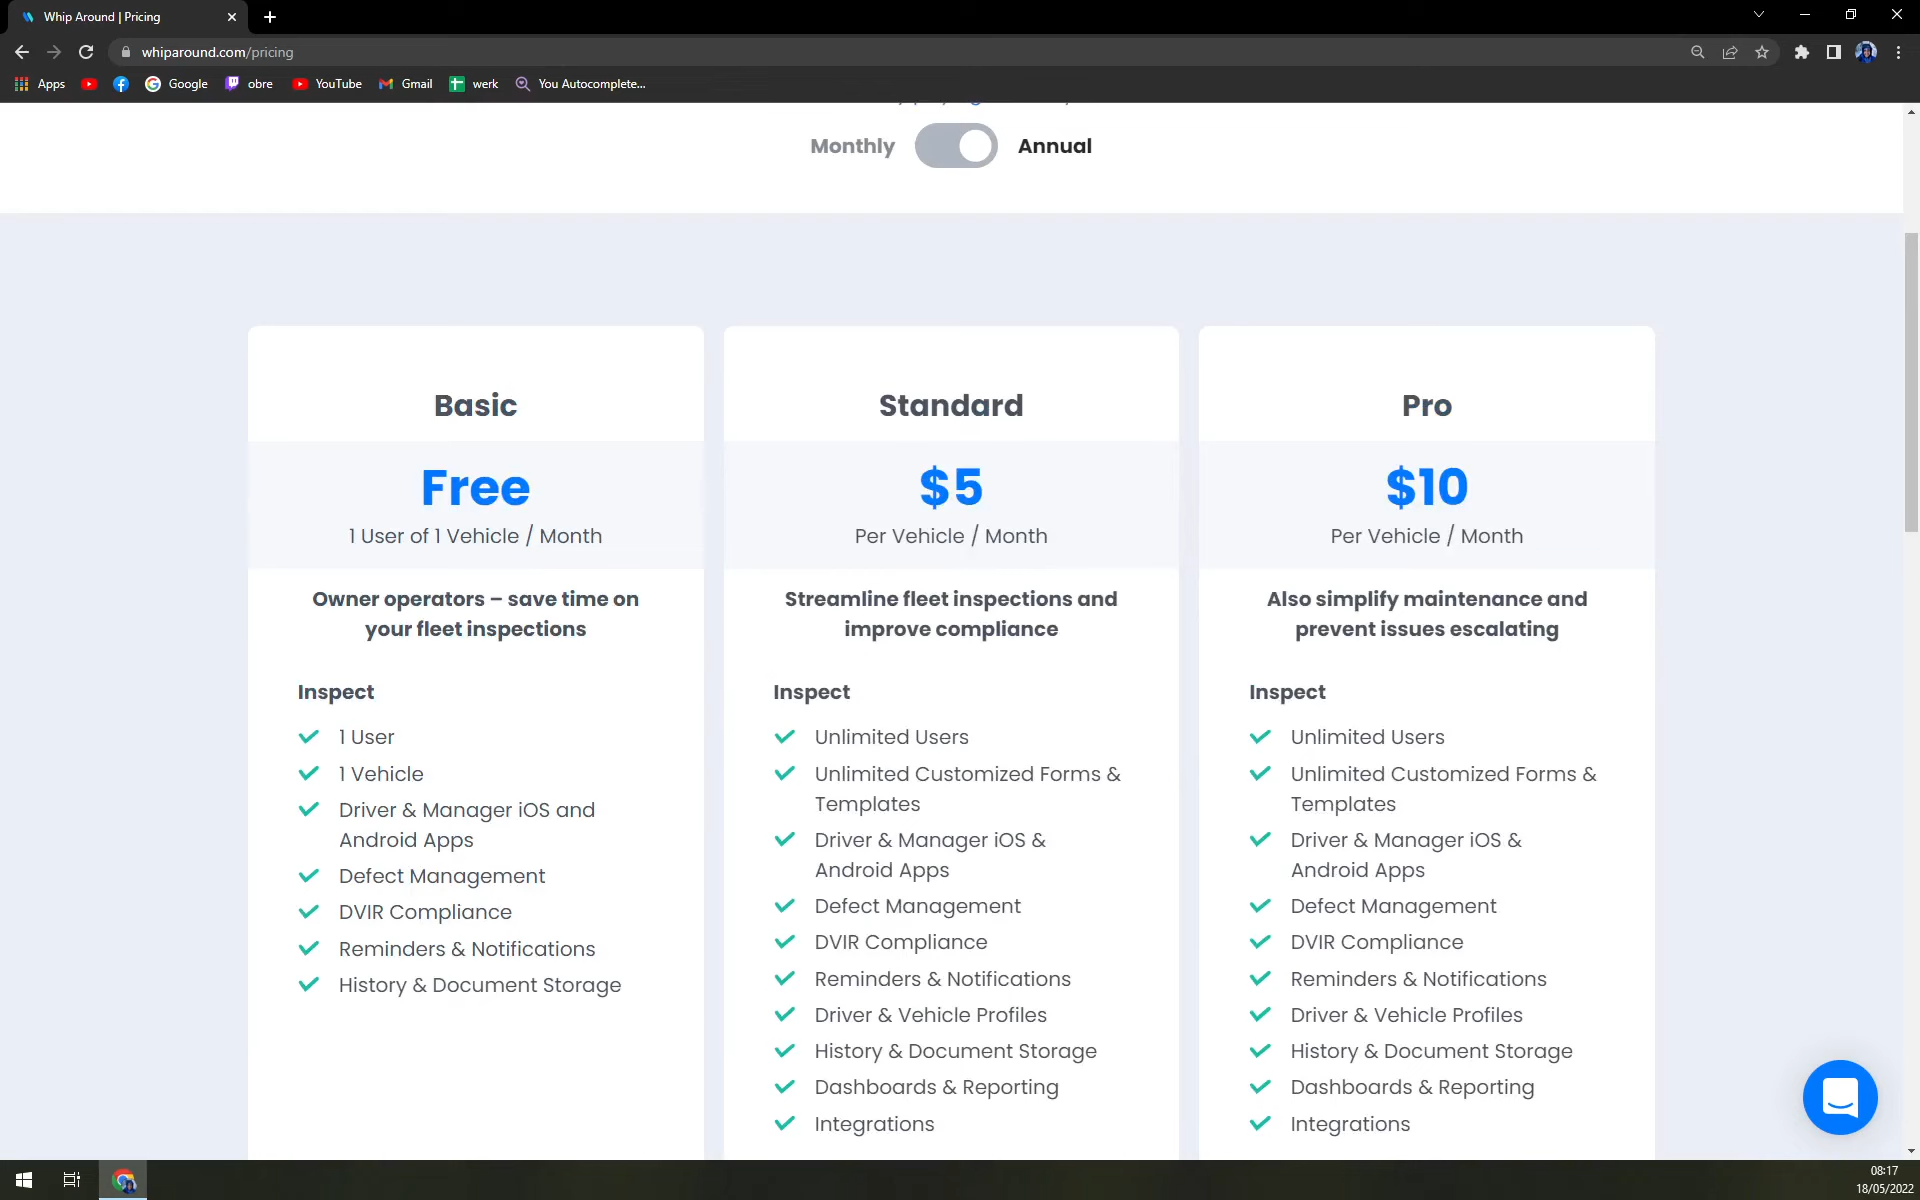 Whip Around | Pricing
whiparound.com/pricing
Apps
Google
obre
YouTube
Gmail
werk
You Autocomplete...
Monthly
Annual
Basic
Free
1 User of 1 Vehicle / Month
Owner operators – save time on
your fleet inspections
Inspect
1 User
1 Vehicle
Driver & Manager iOS and
Android Apps
Defect Management
DVIR Compliance
Reminders & Notifications
History & Document Storage
Standard
$5
Per Vehicle / Month
Streamline fleet inspections and
improve compliance
Inspect
Unlimited Users
Unlimited Customized Forms &
Templates
Driver & Manager iOS &
Android Apps
Defect Management
DVIR Compliance
Reminders & Notifications
Driver & Vehicle Profiles
History & Document Storage
Dashboards & Reporting
Integrations
Pro
$10
Per Vehicle / Month
Also simplify maintenance and
prevent issues escalating
Inspect
Unlimited Users
Unlimited Customized Forms &
Templates
Driver & Manager iOS &
Android Apps
Defect Management
DVIR Compliance
Reminders & Notifications
Driver & Vehicle Profiles
History & Document Storage
Dashboards & Reporting
Integrations
08:17
18/05/2022